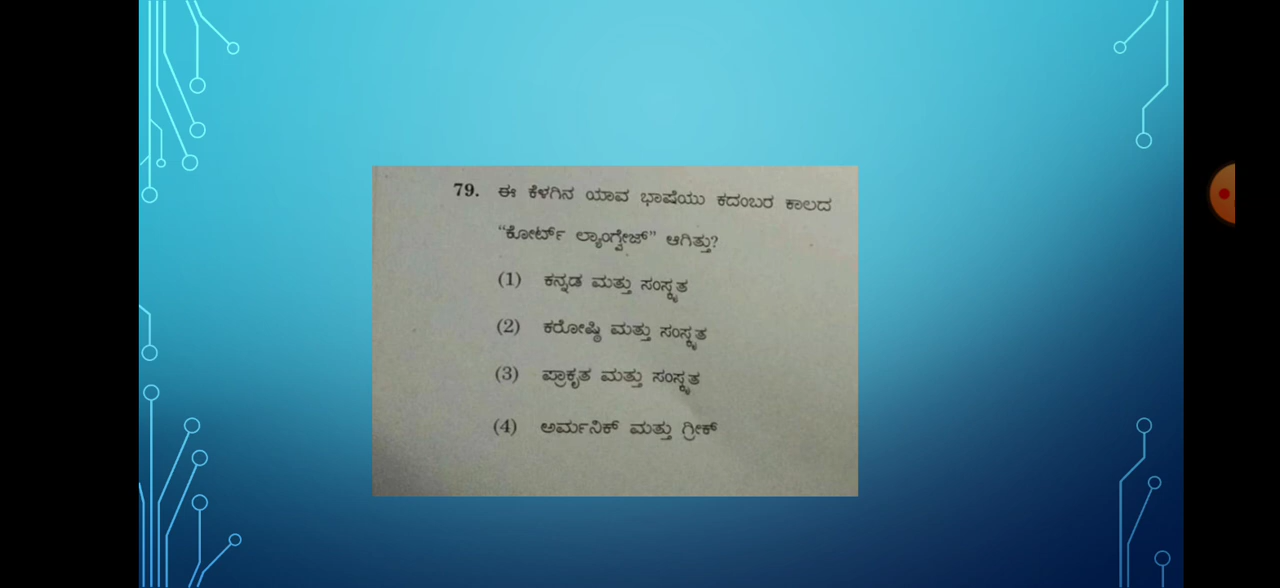 79. ಈ ಕೆಳಗಿನ ಯಾವ ಭಾಷೆಯು ಕದಂಬರ ಕಾಲದ
“ಕೋರ್ಟ್ ಲ್ಯಾಂಗ್ವೇಜ್” ಆಗಿತ್ತು?
(1) ಕನ್ನಡ ಮತ್ತು ಸಂಸ್ಕೃತ
(2) ಕರೋಷ್ಠಿ ಮತ್ತು ಸಂಸ್ಕೃತ
(3) ಪ್ರಾಕೃತ ಮತ್ತು ಸಂಸ್ಕೃತ
(4) ಅರ್ಮನಿಕ್ ಮತ್ತು ಗ್ರೀಕ್